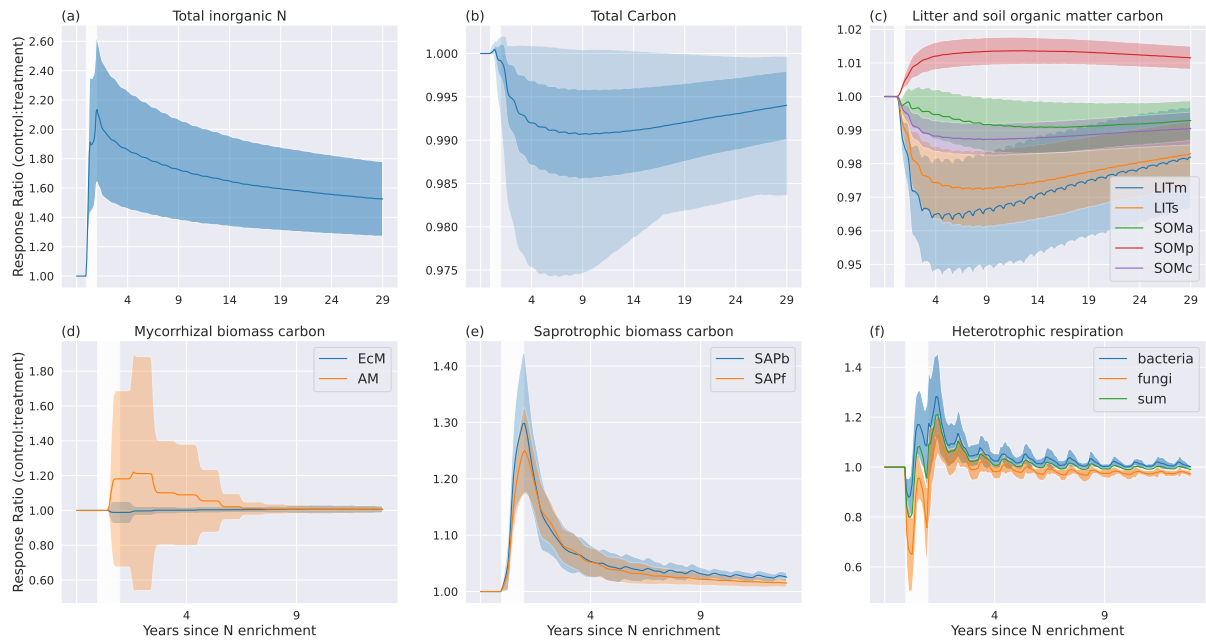 (a) Total inorganic N
(b) Total Carbon
(c) Litter and soil organic matter carbon
Response Ratio (control:treatment)
2.60
2.40
2.20
2.00
1.80
1.60
1.40
1.20
1.00
4 9 14 19 24 29
1.000
0.995
0.990
0.985
0.980
0.975
4 9 14 19 24 29
1.02
1.01
1.00
0.99
0.98
0.97
0.96
0.95
LITm
LITs
SOMa
SOMp
SOMc
4 9 14 19 24 29
(d) Mycorrhizal biomass carbon
(e) Saprotrophic biomass carbon
(f) Heterotrophic respiration
Response Ratio (control:treatment)
1.80
1.60
1.40
1.20
1.00
0.80
0.60
EcM
AM
4 9
Years since N enrichment
1.40
1.30
1.20
1.10
1.00
SAPb
SAPf
4 9
Years since N enrichment
1.4
1.2
1.0
0.8
0.6
bacteria
fungi
sum
4 9
Years since N enrichment